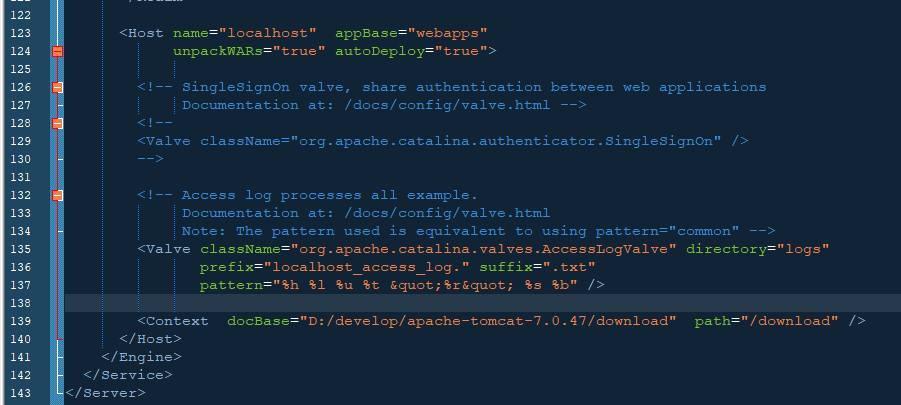 122
123 <Host name="localhost"  appBase="webapps"
124 unpackWARs="true" autoDeploy="true">
125
126 <!-- SingleSignOn valve, share authentication between web applications
127 Documentation at: /docs/config/valve.html -->
128 <!--
129 <Valve className="org.apache.catalina.authenticator.SingleSignOn" />
130 -->
131
132 <!-- Access log processes all example.
133 Documentation at: /docs/config/valve.html
134 Note: The pattern used is equivalent to using pattern="common" -->
135 <Valve className="org.apache.catalina.valves.AccessLogValve" directory="logs"
136 prefix="localhost_access_log." suffix=".txt"
137 pattern="%h %l %u %t &quot;%r&quot; %s %b" />
138
139 <Context  docBase="D:/develop/apache-tomcat-7.0.47/download"  path="/download" />
140 </Host>
141 </Engine>
142 </Service>
143 </Server>